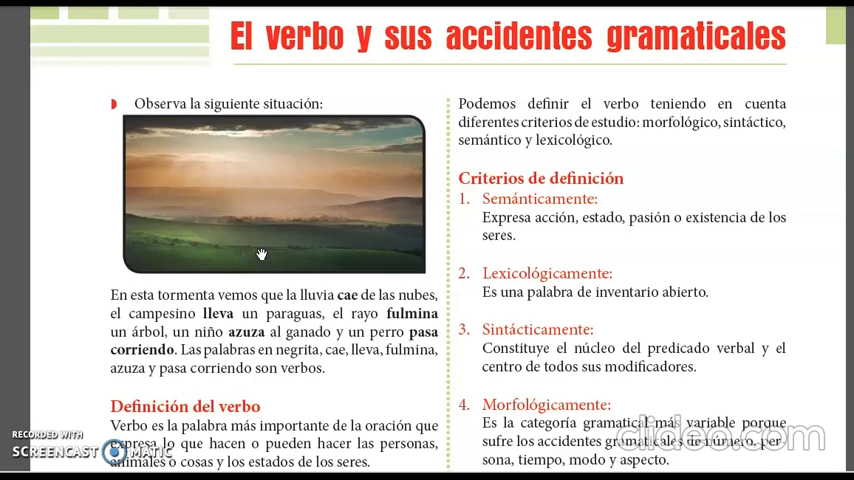 El verbo y sus accidentes gramaticales
Observa la siguiente situación:
En esta tormenta vemos que la lluvia cae de las nubes,
el campesino lleva un paraguas, el rayo fulmina
un árbol, un niño azuza al ganado y un perro pasa
corriendo. Las palabras en negrita, cae, lleva, fulmina,
azuza y pasa corriendo son verbos.
Definición del verbo
Verbo es la palabra más importante de la oración que
expresa lo que hacen o pueden hacer las personas,
animales o cosas y los estados de los seres.
Podemos definir el verbo teniendo en cuenta
diferentes criterios de estudio: morfológico, sintáctico,
semántico y lexicológico.
Criterios de definición
1. Semánticamente:
Expresa acción, estado, pasión o existencia de los
seres.
2. Lexicológicamente:
Es una palabra de inventario abierto.
3. Sintácticamente:
Constituye el núcleo del predicado verbal y el
centro de todos sus modificadores.
4. Morfológicamente:
Es la categoría gramatical más variable porque
sufre los accidentes gramaticales de número, per-
sona, tiempo, modo y aspecto.
RECORDED WITH
SCREENCAST MATIC
clideo.com